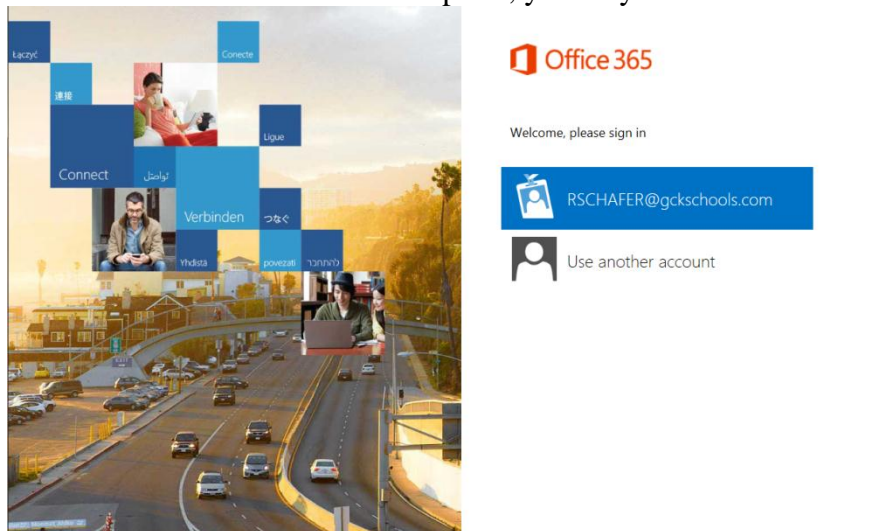 Łączyć
Conecte
連接
Ligue
Connect
تواصل
Verbinden
つなぐ
Yhdistä
povezati
להתחבר
Office 365
Welcome, please sign in
RSCHAFER@gckschools.com
Use another account